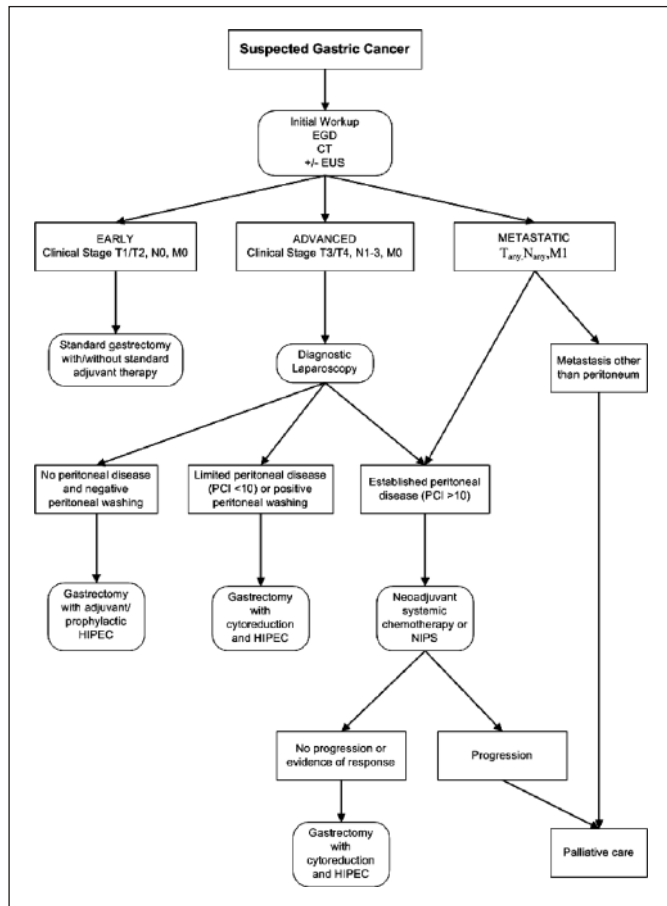 Suspected Gastric Cancer
Initial Workup
EGD
CT
+/- EUS
EARLY
Clinical Stage T1/T2, N0, M0
ADVANCED
Clinical Stage T3/T4, N1-3, M0
METASTATIC
Tany,Nany,M1
Standard gastrectomy
with/without standard
adjuvant therapy
Diagnostic
Laparoscopy
Metastasis other
than peritoneum
No peritoneal disease
and negative
peritoneal washing
Limited peritoneal disease
(PCI <10) or positive
peritoneal washing
Established peritoneal
disease (PCI >10)
Gastrectomy
with adjuvant/
prophylactic
HIPEC
Gastrectomy
with
cytoreduction
and HIPEC
Neoadjuvant
systemic
chemotherapy or
NIPS
No progression or
evidence of response
Progression
Gastrectomy
with
cytoreduction
and HIPEC
Palliative care